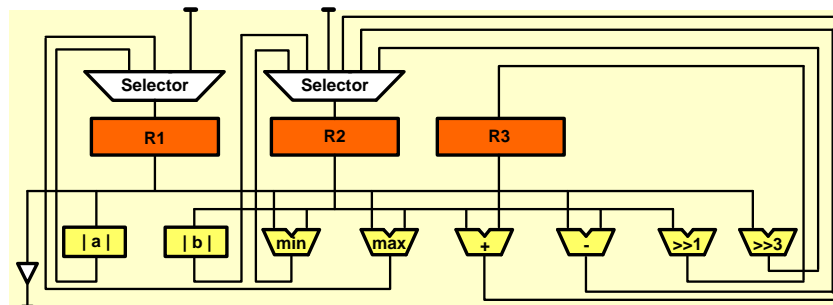 Selector
Selector
R1
R2
R3
| a |
| b |
min
max
+
-
>>1
>>3